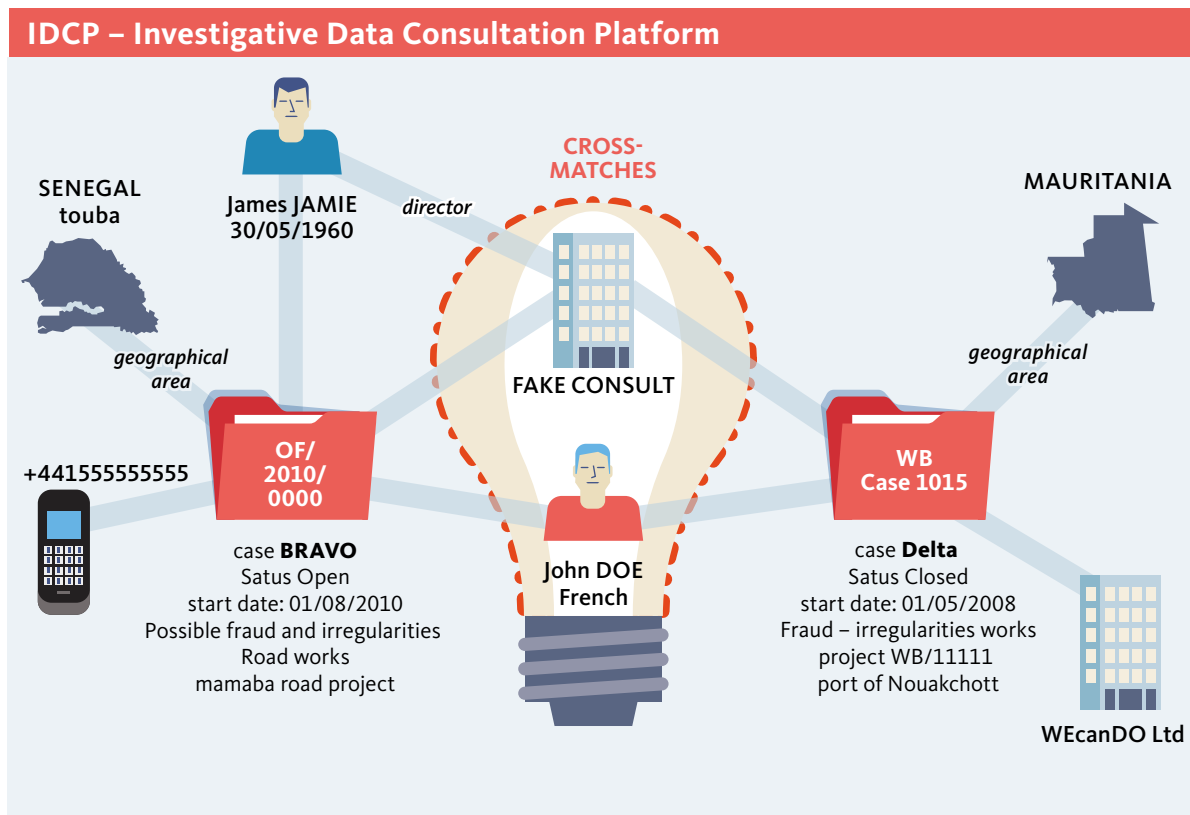 IDCP – Investigative Data Consultation Platform
CROSS-
MATCHES
SENEGAL
touba
James JAMIE
30/05/1960
director
MAURITANIA
geographical
area
geographical
area
FAKE CONSULT
+441555555555
OF/
2010/
0000
WB
Case 1015
case BRAVO
Satus Open
start date: 01/08/2010
Possible fraud and irregularities
Road works
mamaba road project
John DOE
French
case Delta
Satus Closed
start date: 01/05/2008
Fraud – irregularities works
project WB/11111
port of Nouakchott
WEcanDO Ltd